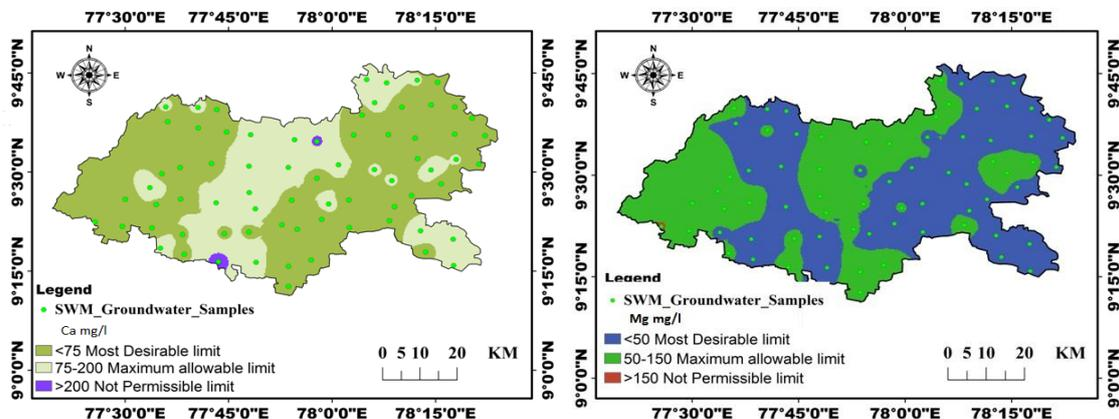 77°30'0"E 77°45'0"E 78°0'0"E 78°15'0"E
9°45'0"N 9°45'0"N
9°30'0"N 9°30'0"N
9°15'0"N 9°15'0"N
9°0'0"N 9°0'0"N
N
W E
S
Legend
SWM_Groundwater_Samples
Ca mg/l
<75 Most Desirable limit
75-200 Maximum allowable limit
>200 Not Permissible limit
0 5 10 20 KM
77°30'0"E 77°45'0"E 78°0'0"E 78°15'0"E
77°30'0"E 77°45'0"E 78°0'0"E 78°15'0"E
9°45'0"N 9°45'0"N
9°30'0"N 9°30'0"N
9°15'0"N 9°15'0"N
9°0'0"N 9°0'0"N
N
W E
S
Legend
SWM_Groundwater_Samples
Mg mg/l
<50 Most Desirable limit
50-150 Maximum allowable limit
>150 Not Permissible limit
0 5 10 20 KM
77°30'0"E 77°45'0"E 78°0'0"E 78°15'0"E